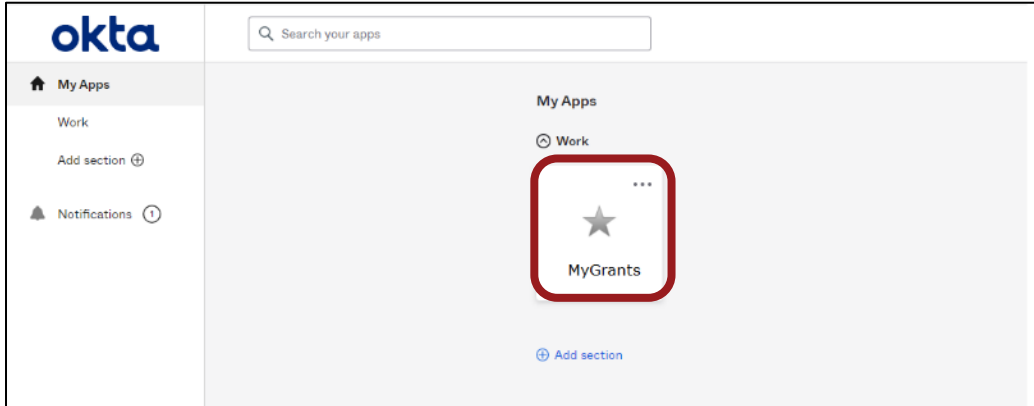 okta
Search your apps
My Apps
Work
Add section
Notifications 1
My Apps
Work
MyGrants
Add section